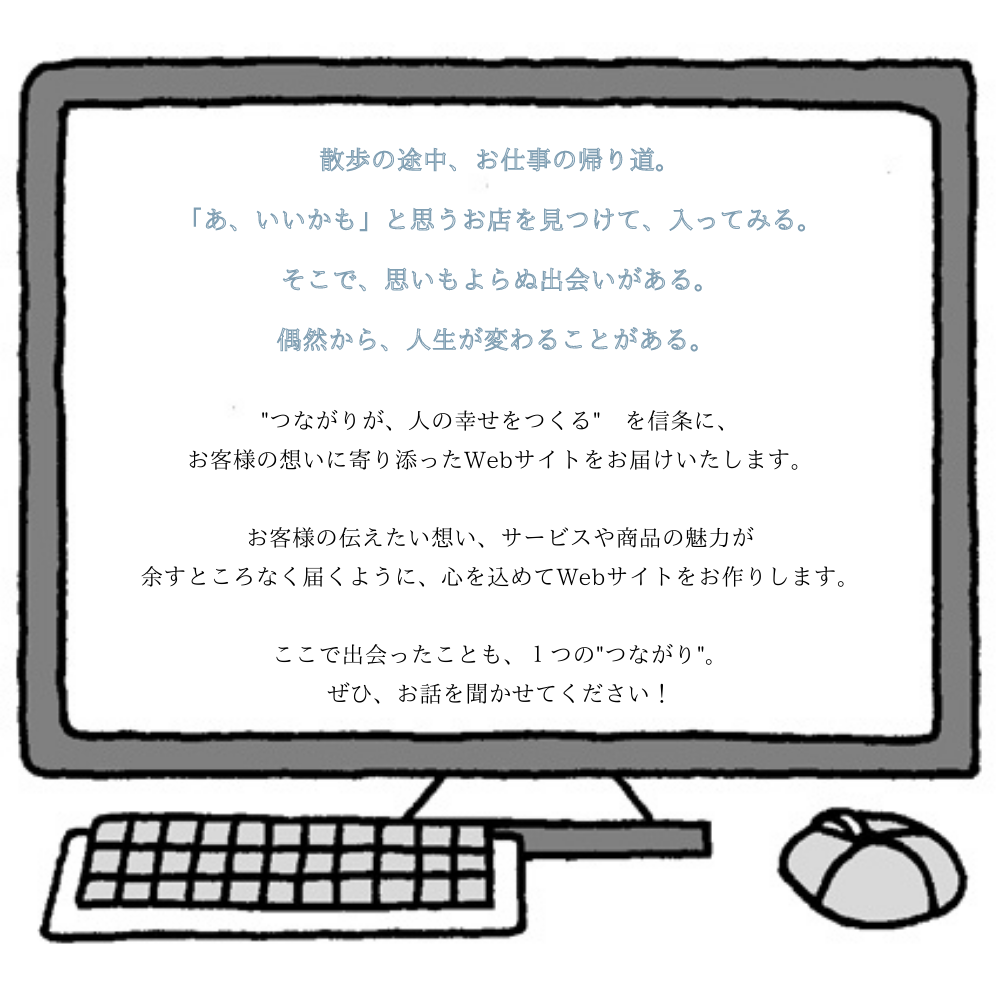 散歩の途中、お仕事の帰り道。
「あ、いいかも」と思うお店を見つけて、入ってみる。
そこで、思いもよらぬ出会いがある。
偶然から、人生が変わることがある。
"つながりが、人の幸せをつくる"　を信条に、
お客様の想いに寄り添ったWebサイトをお届けいたします。
お客様の伝えたい想い、サービスや商品の魅力が
余すところなく届くように、心を込めてWebサイトをお作りします。
ここで出会ったことも、１つの"つながり"。
ぜひ、お話を聞かせてください！